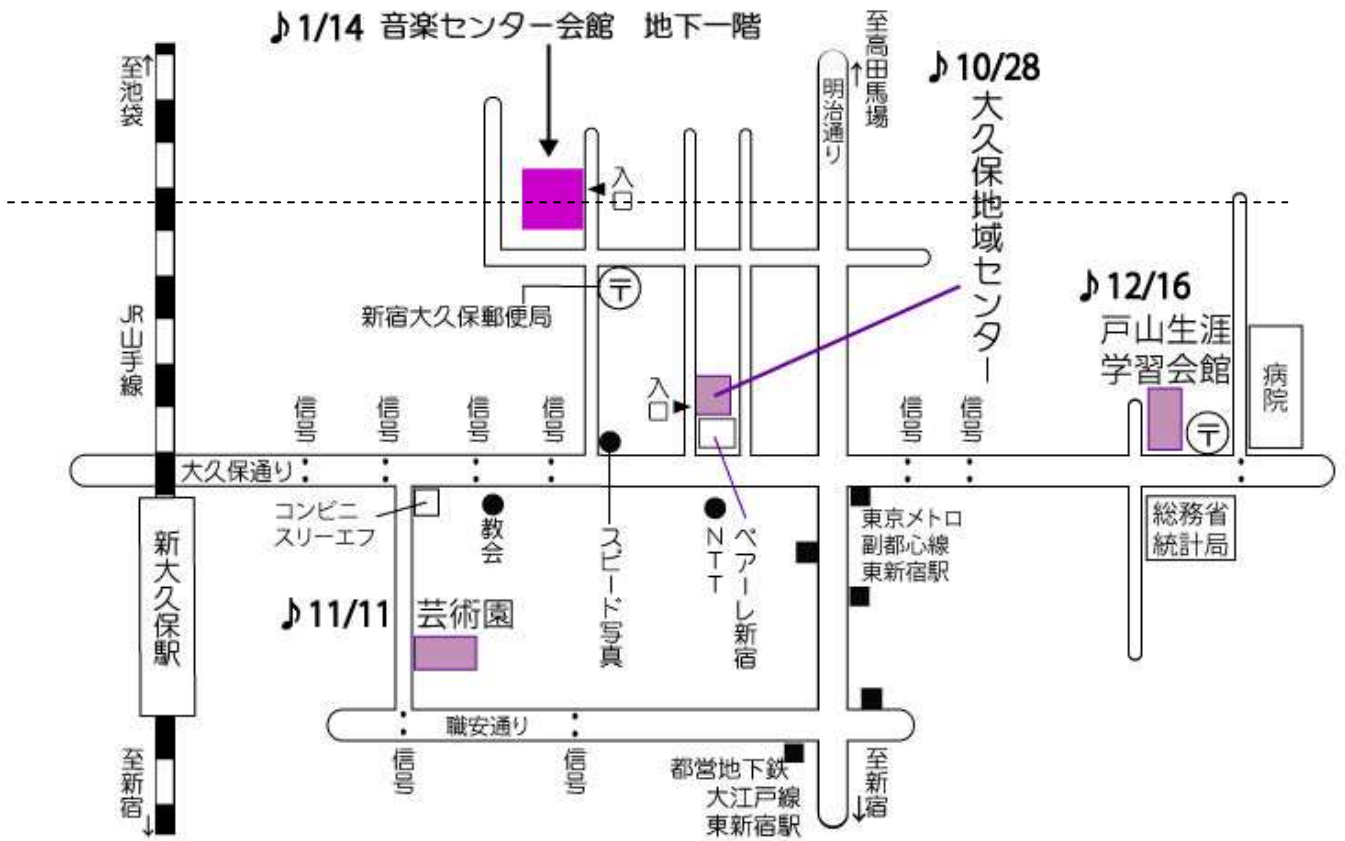 ♪1/14 音楽センター会館 地下一階
至池袋
↑
至高田馬場
↑
明治通り
♪10/28
大久保地域センター
入口
♪12/16
戸山生涯
学習会館
〒
新宿大久保郵便局
JR山手線
病院
入口
信号
信号
信号
信号
信号
信号
〒
大久保通り
コンビニ
スリーエフ
教会
スピード写真
NTT
ペアーレ新宿
東京メトロ
副都心線
東新宿駅
総務省
統計局
新大久保駅
♪11/11 芸術園
職安通り
信号
信号
都営地下鉄
大江戸線
東新宿駅
至新宿
↓
至新宿
↓